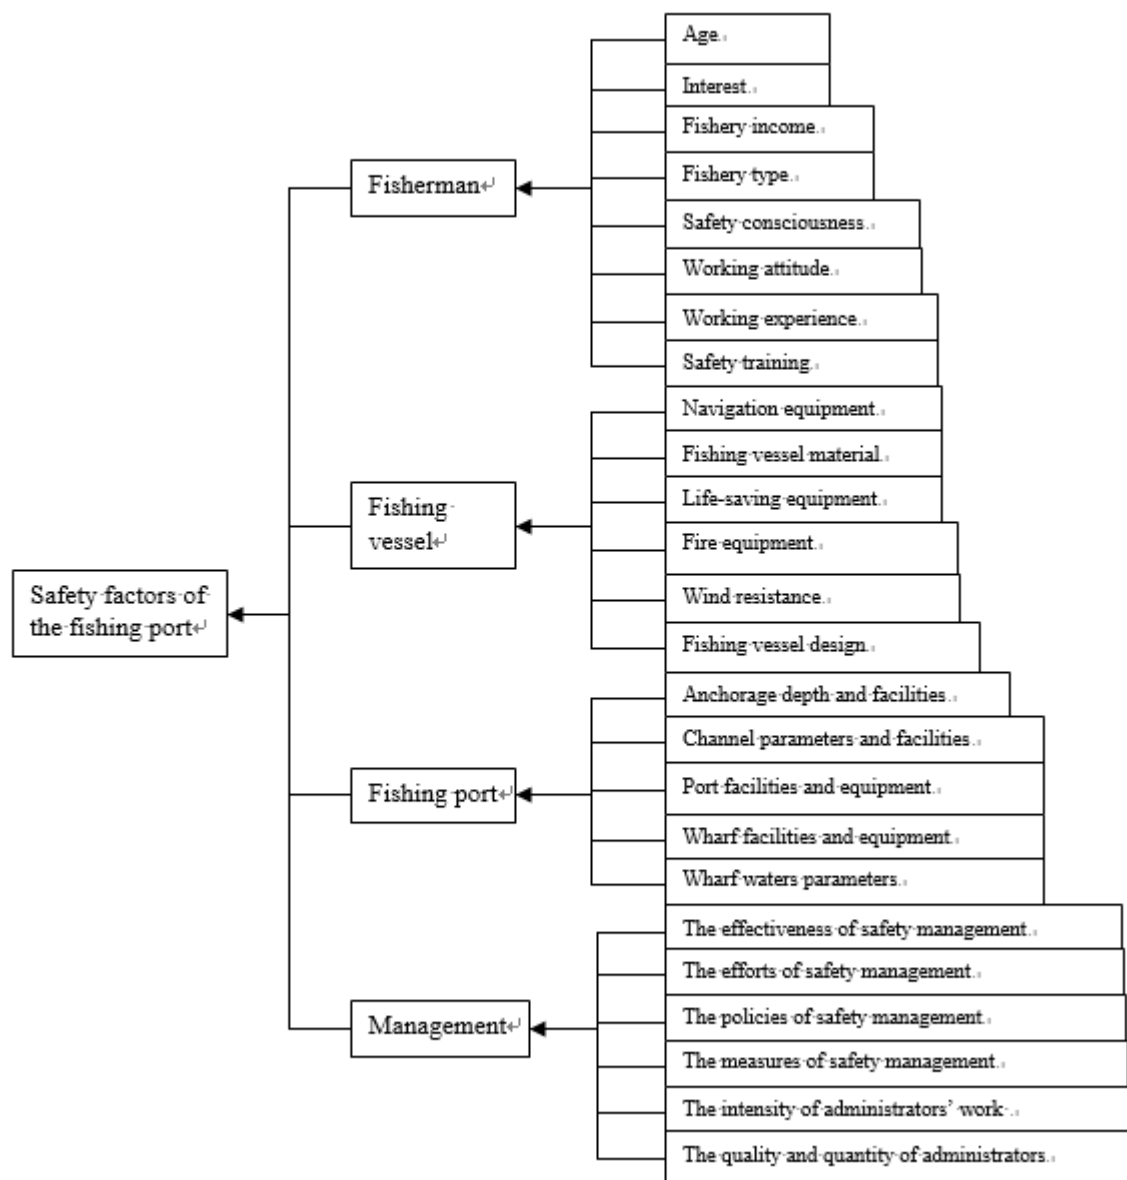 Safety factors of
the fishing port
Fisherman
Fishing
vessel
Fishing port
Management
Age
Interest
Fishery income
Fishery type
Safety consciousness
Working attitude
Working experience
Safety training
Navigation equipment
Fishing vessel material
Life-saving equipment
Fire equipment
Wind resistance
Fishing vessel design
Anchorage depth and facilities
Channel parameters and facilities
Port facilities and equipment
Wharf facilities and equipment
Wharf waters parameters
The effectiveness of safety management
The efforts of safety management
The policies of safety management
The measures of safety management
The intensity of administrators’ work
The quality and quantity of administrators